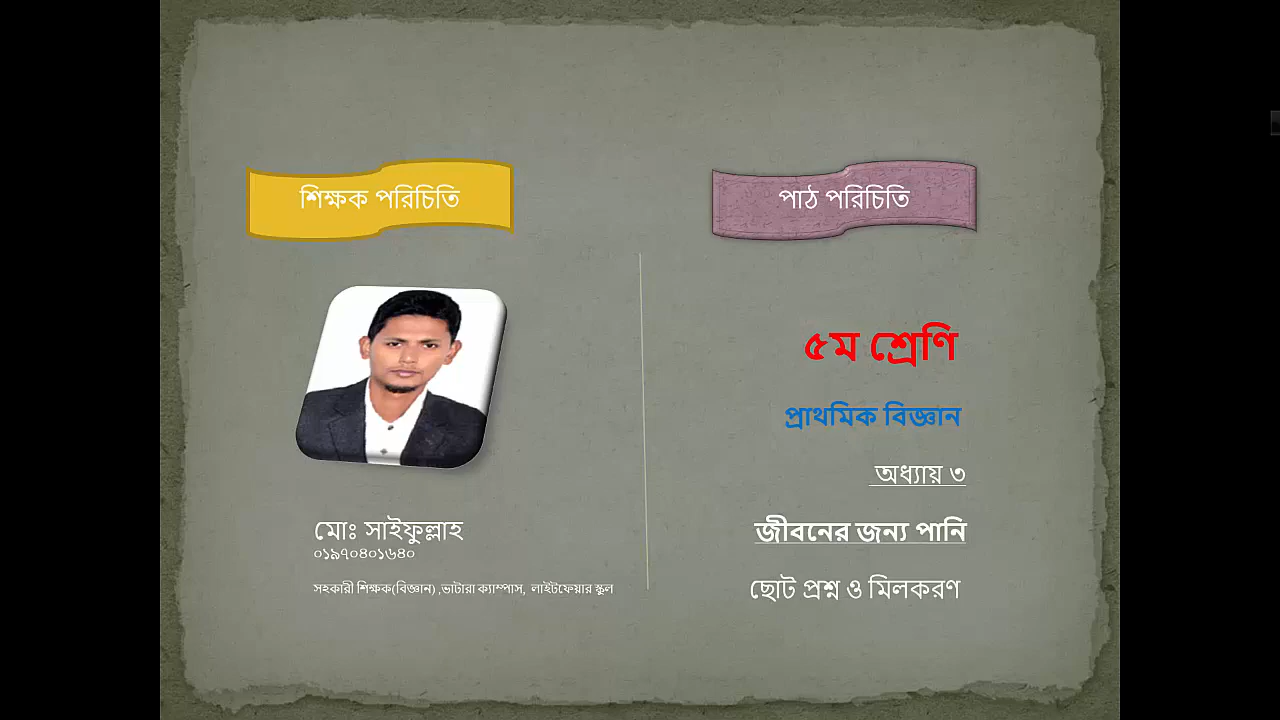 শিক্ষক পরিচিতি
মোঃ সাইফুল্লাহ
০১৯৭০৪০১৬৪০
সহকারী শিক্ষক(বিজ্ঞান) ,ভাটারা ক্যাম্পাস, লাইটফেয়ার স্কুল
পাঠ পরিচিতি
৫ম শ্রেণি
প্রাথমিক বিজ্ঞান
অধ্যায় ৩
জীবনের জন্য পানি
ছোট প্রশ্ন ও মিলকরণ